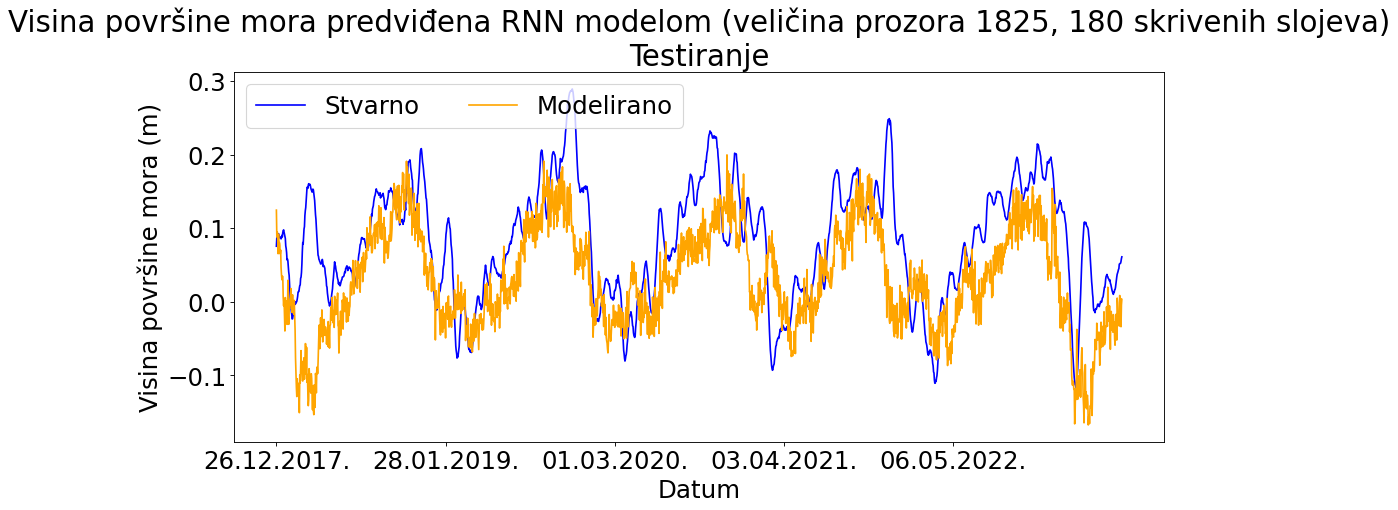 Visina površine mora predviđena RNN modelom (veličina prozora 1825, 180 skrivenih slojeva)
Testiranje
Stvarno
Modelirano
Visina površine mora (m)
0.3
0.2
0.1
0.0
−0.1
26.12.2017.
28.01.2019.
01.03.2020.
03.04.2021.
06.05.2022.
Datum